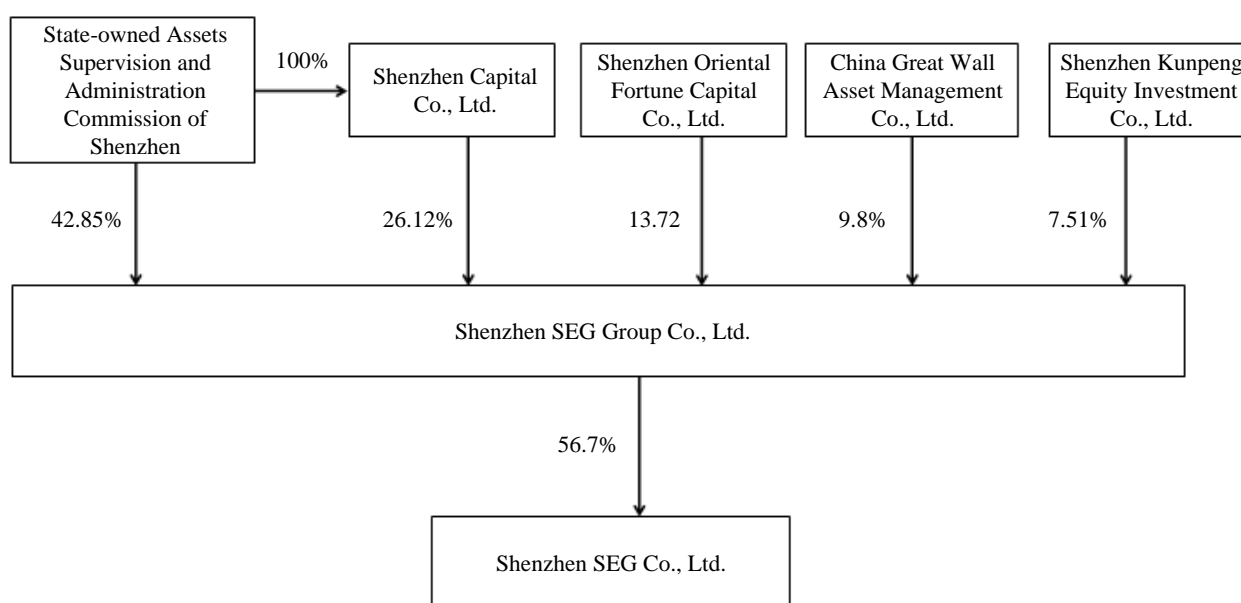 State-owned Assets
Supervision and
Administration
Commission of
Shenzhen
100%
Shenzhen Capital
Co., Ltd.
Shenzhen Oriental
Fortune Capital
Co., Ltd.
China Great Wall
Asset Management
Co., Ltd.
Shenzhen Kunpeng
Equity Investment
Co., Ltd.
42.85%
26.12%
13.72
9.8%
7.51%
Shenzhen SEG Group Co., Ltd.
56.7%
Shenzhen SEG Co., Ltd.